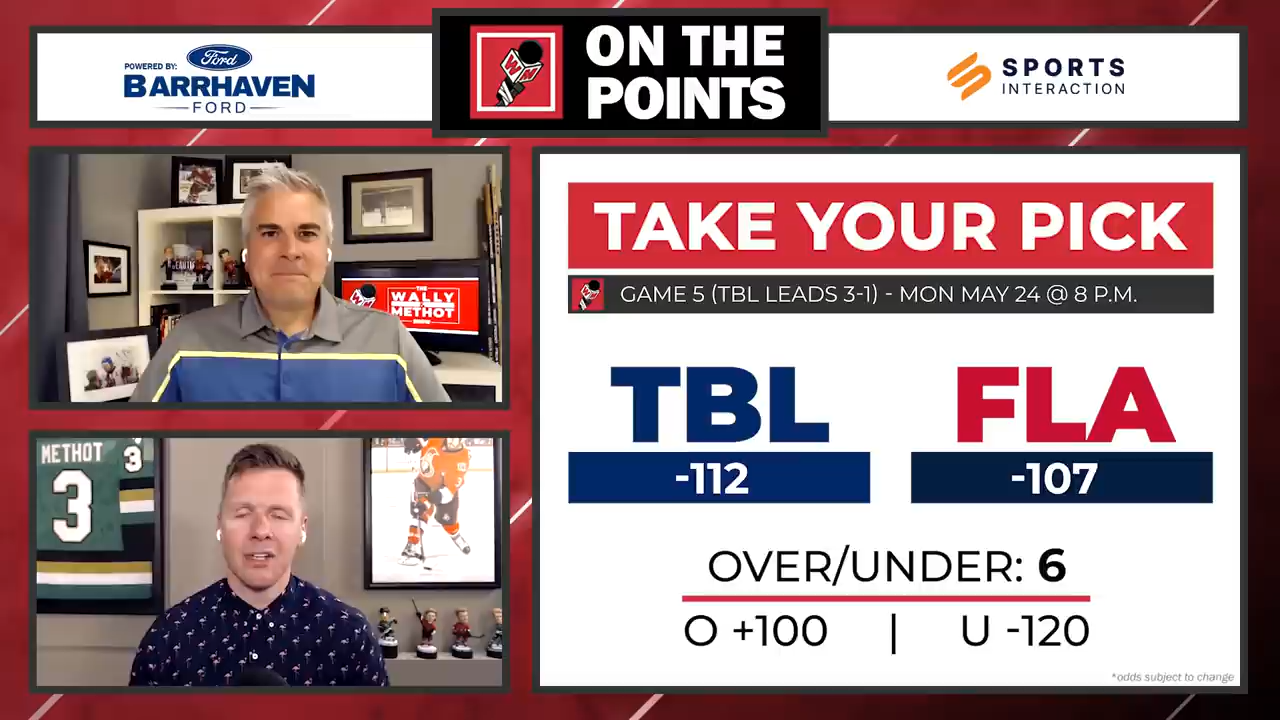 POWERED BY:
Ford
BARRHAVEN
FORD
WM
ON THE
POINTS
SPORTS
INTERACTION
THE
WALLY
METHOT
SHOW
METHOT
3
3
TAKE YOUR PICK
GAME 5 (TBL LEADS 3-1) - MON MAY 24 @ 8 P.M.
TBL
FLA
-112
-107
OVER/UNDER: 6
O +100 | U -120
*odds subject to change